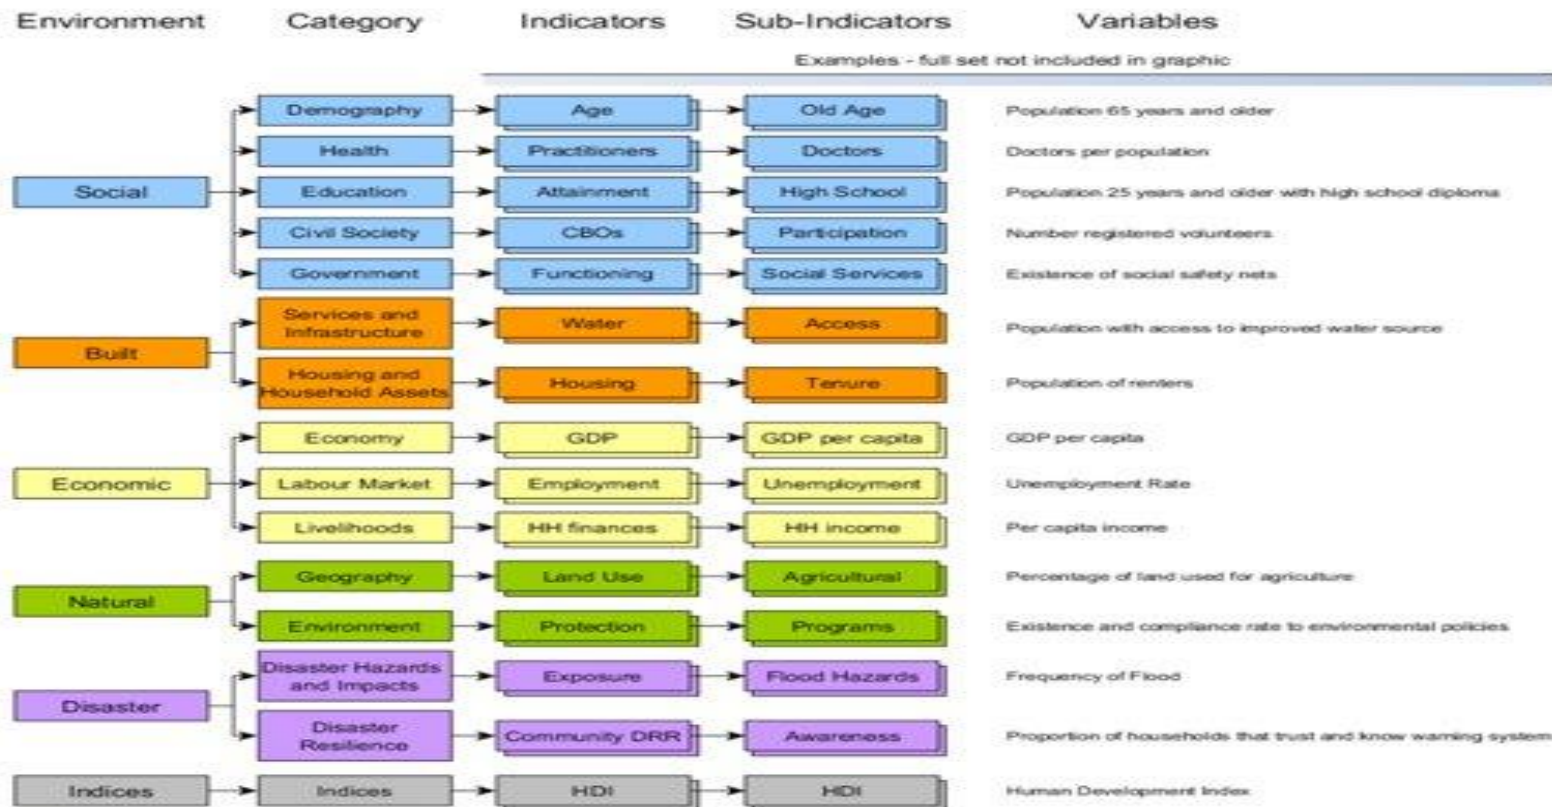 Environment Category Indicators Sub-Indicators Variables
Examples - full set not included in graphic
Demography Age Old Age Population 65 years and older
Health Practitioners Doctors Doctors per population
Social Education Attainment High School Population 25 years and older with high school diploma
Civil Society CBOs Participation Number registered volunteers
Government Functioning Social Services Existence of social safety nets
Services and
Infrastructure Water Access Population with access to improved water source
Built
Housing and
Household Assets Housing Tenure Population of renters
Economy GDP GDP per capita GDP per capita
Economic Labour Market Employment Unemployment Unemployment Rate
Livelihoods HH finances HH income Per capita income
Geography Land Use Agricultural Percentage of land used for agriculture
Natural
Environment Protection Programs Existence and compliance rate to environmental policies
Disaster Hazards
and Impacts Exposure Flood Hazards Frequency of Flood
Disaster
Disaster
Resilience Community DRR Awareness Proportion of households that trust and know warning system
Indices Indices HDI HDI Human Development Index